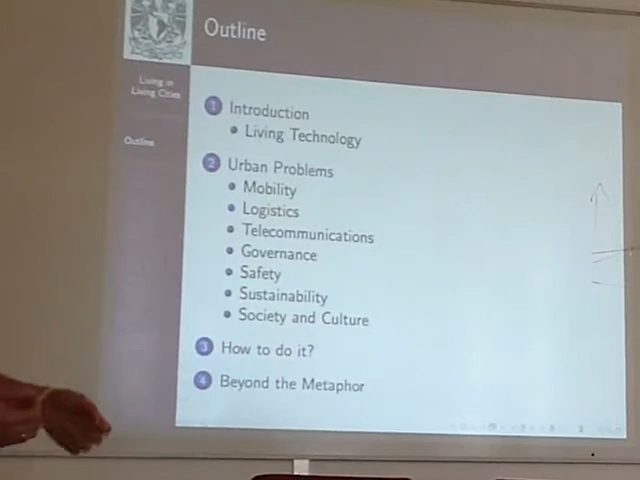 Outline
Living in
Living Cities
Outline
1 Introduction
• Living Technology
2 Urban Problems
• Mobility
• Logistics
• Telecommunications
• Governance
• Safety
• Sustainability
• Society and Culture
3 How to do it?
4 Beyond the Metaphor